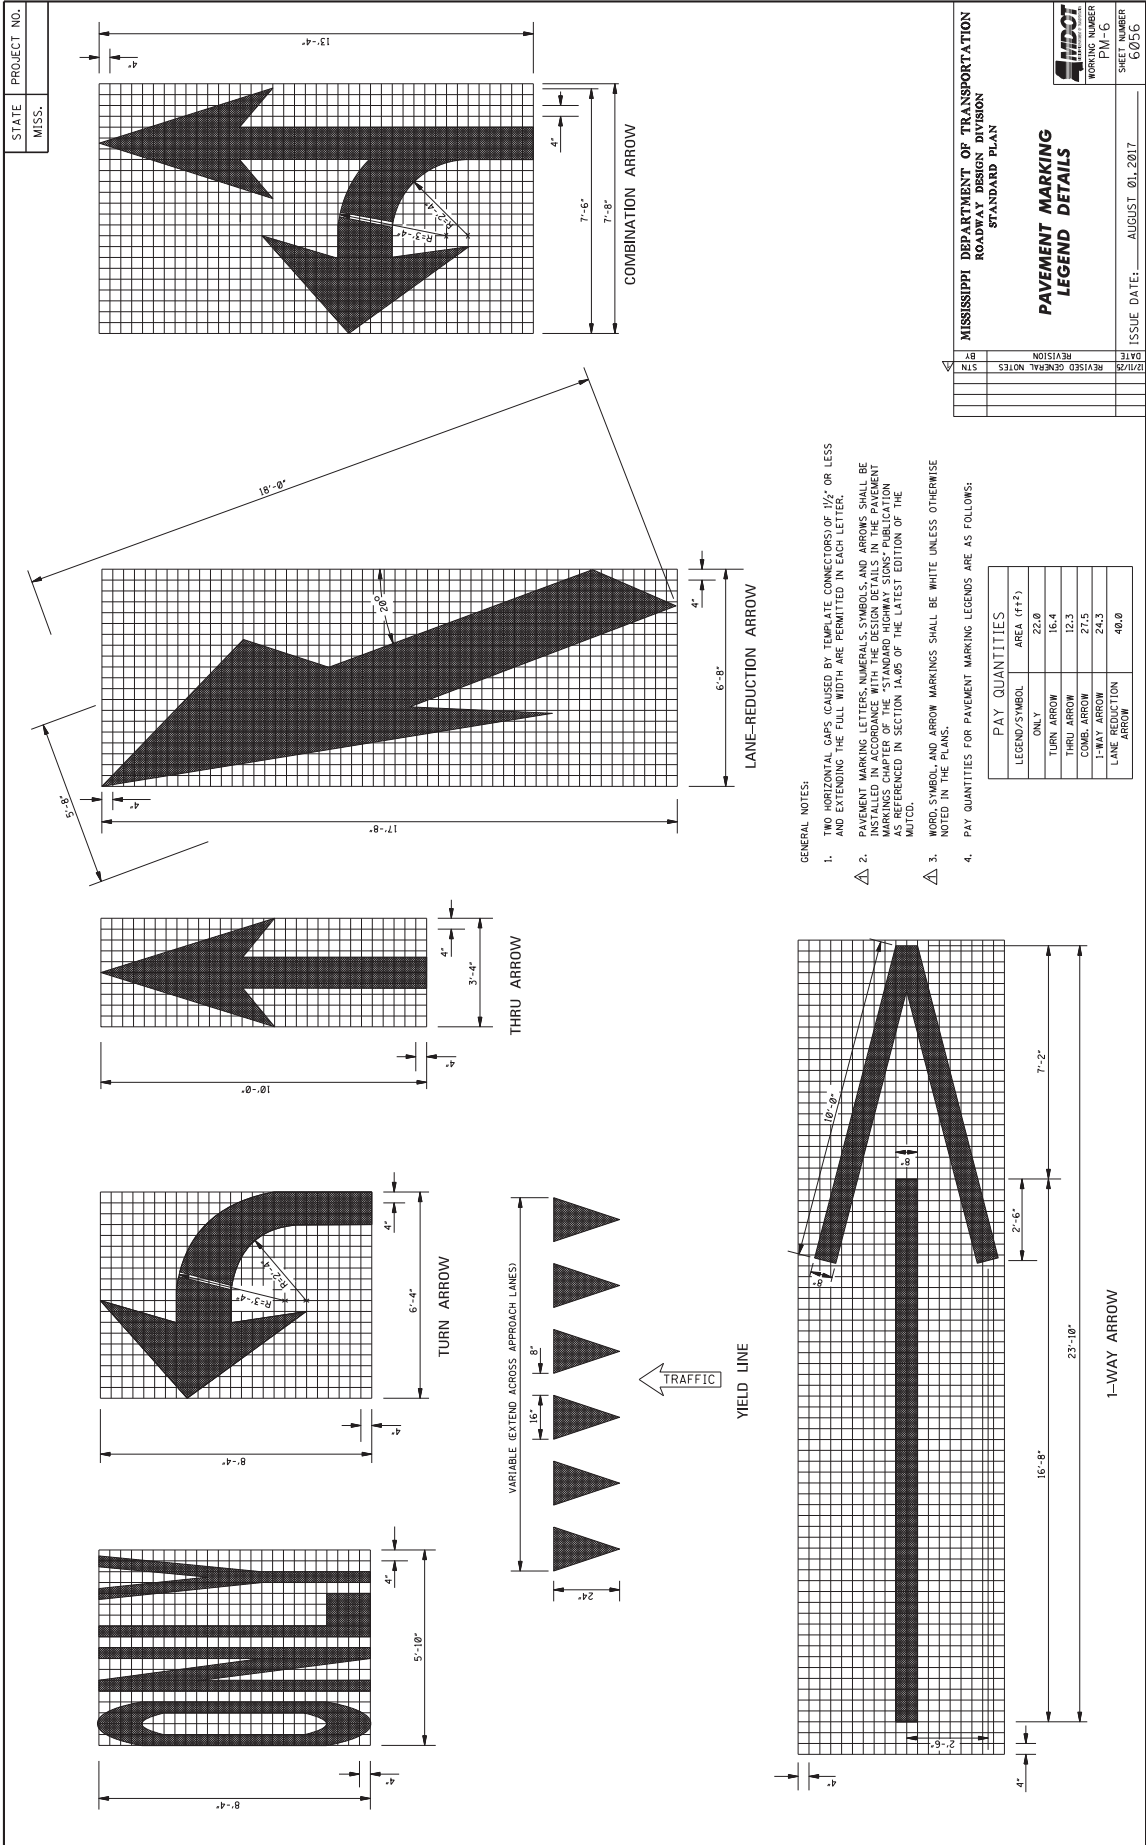 STATE PROJECT NO.
MISS.
8'-4"
4"
4"
5'-10"
8'-4"
4"
R=3'-4"
R=2'-4"
4"
6'-4"
TURN ARROW
10'-0"
4"
4"
3'-4"
THRU ARROW
5'-8"
18'-0"
17'-8"
4"
20°
4"
6'-8"
LANE-REDUCTION ARROW
13'-4"
4"
R=3'-4"
R=2'-4"
4"
7'-6"
7'-8"
COMBINATION ARROW
ONLY
VARIABLE (EXTEND ACROSS APPROACH LANES)
24"
16"
8"
TRAFFIC
YIELD LINE
4"
4"
2'-6"
8"
8"
10'-0"
2'-6"
16'-8"
7'-2"
23'-10"
1-WAY ARROW
GENERAL NOTES:
1. TWO HORIZONTAL GAPS (CAUSED BY TEMPLATE CONNECTORS) OF 1/2" OR LESS
AND EXTENDING THE FULL WIDTH ARE PERMITTED IN EACH LETTER.
1 2. PAVEMENT MARKING LETTERS, NUMERALS, SYMBOLS, AND ARROWS SHALL BE
INSTALLED IN ACCORDANCE WITH THE DESIGN DETAILS IN THE PAVEMENT
MARKINGS CHAPTER OF THE "STANDARD HIGHWAY SIGNS" PUBLICATION
AS REFERENCED IN SECTION 1A.05 OF THE LATEST EDITION OF THE
MUTCD.
1 3. WORD, SYMBOL, AND ARROW MARKINGS SHALL BE WHITE UNLESS OTHERWISE
NOTED IN THE PLANS.
4. PAY QUANTITIES FOR PAVEMENT MARKING LEGENDS ARE AS FOLLOWS:
PAY QUANTITIES
LEGEND/SYMBOL AREA (ft²)
ONLY 22.0
TURN ARROW 16.4
THRU ARROW 12.3
COMB. ARROW 27.5
1-WAY ARROW 24.3
LANE REDUCTION ARROW 40.0
1
12/11/25 REVISED GENERAL NOTES STN
DATE REVISION BY
MISSISSIPPI DEPARTMENT OF TRANSPORTATION
ROADWAY DESIGN DIVISION
STANDARD PLAN
PAVEMENT MARKING
LEGEND DETAILS
ISSUE DATE: AUGUST 01, 2017
MDOT
WORKING NUMBER
PM-6
SHEET NUMBER
6056